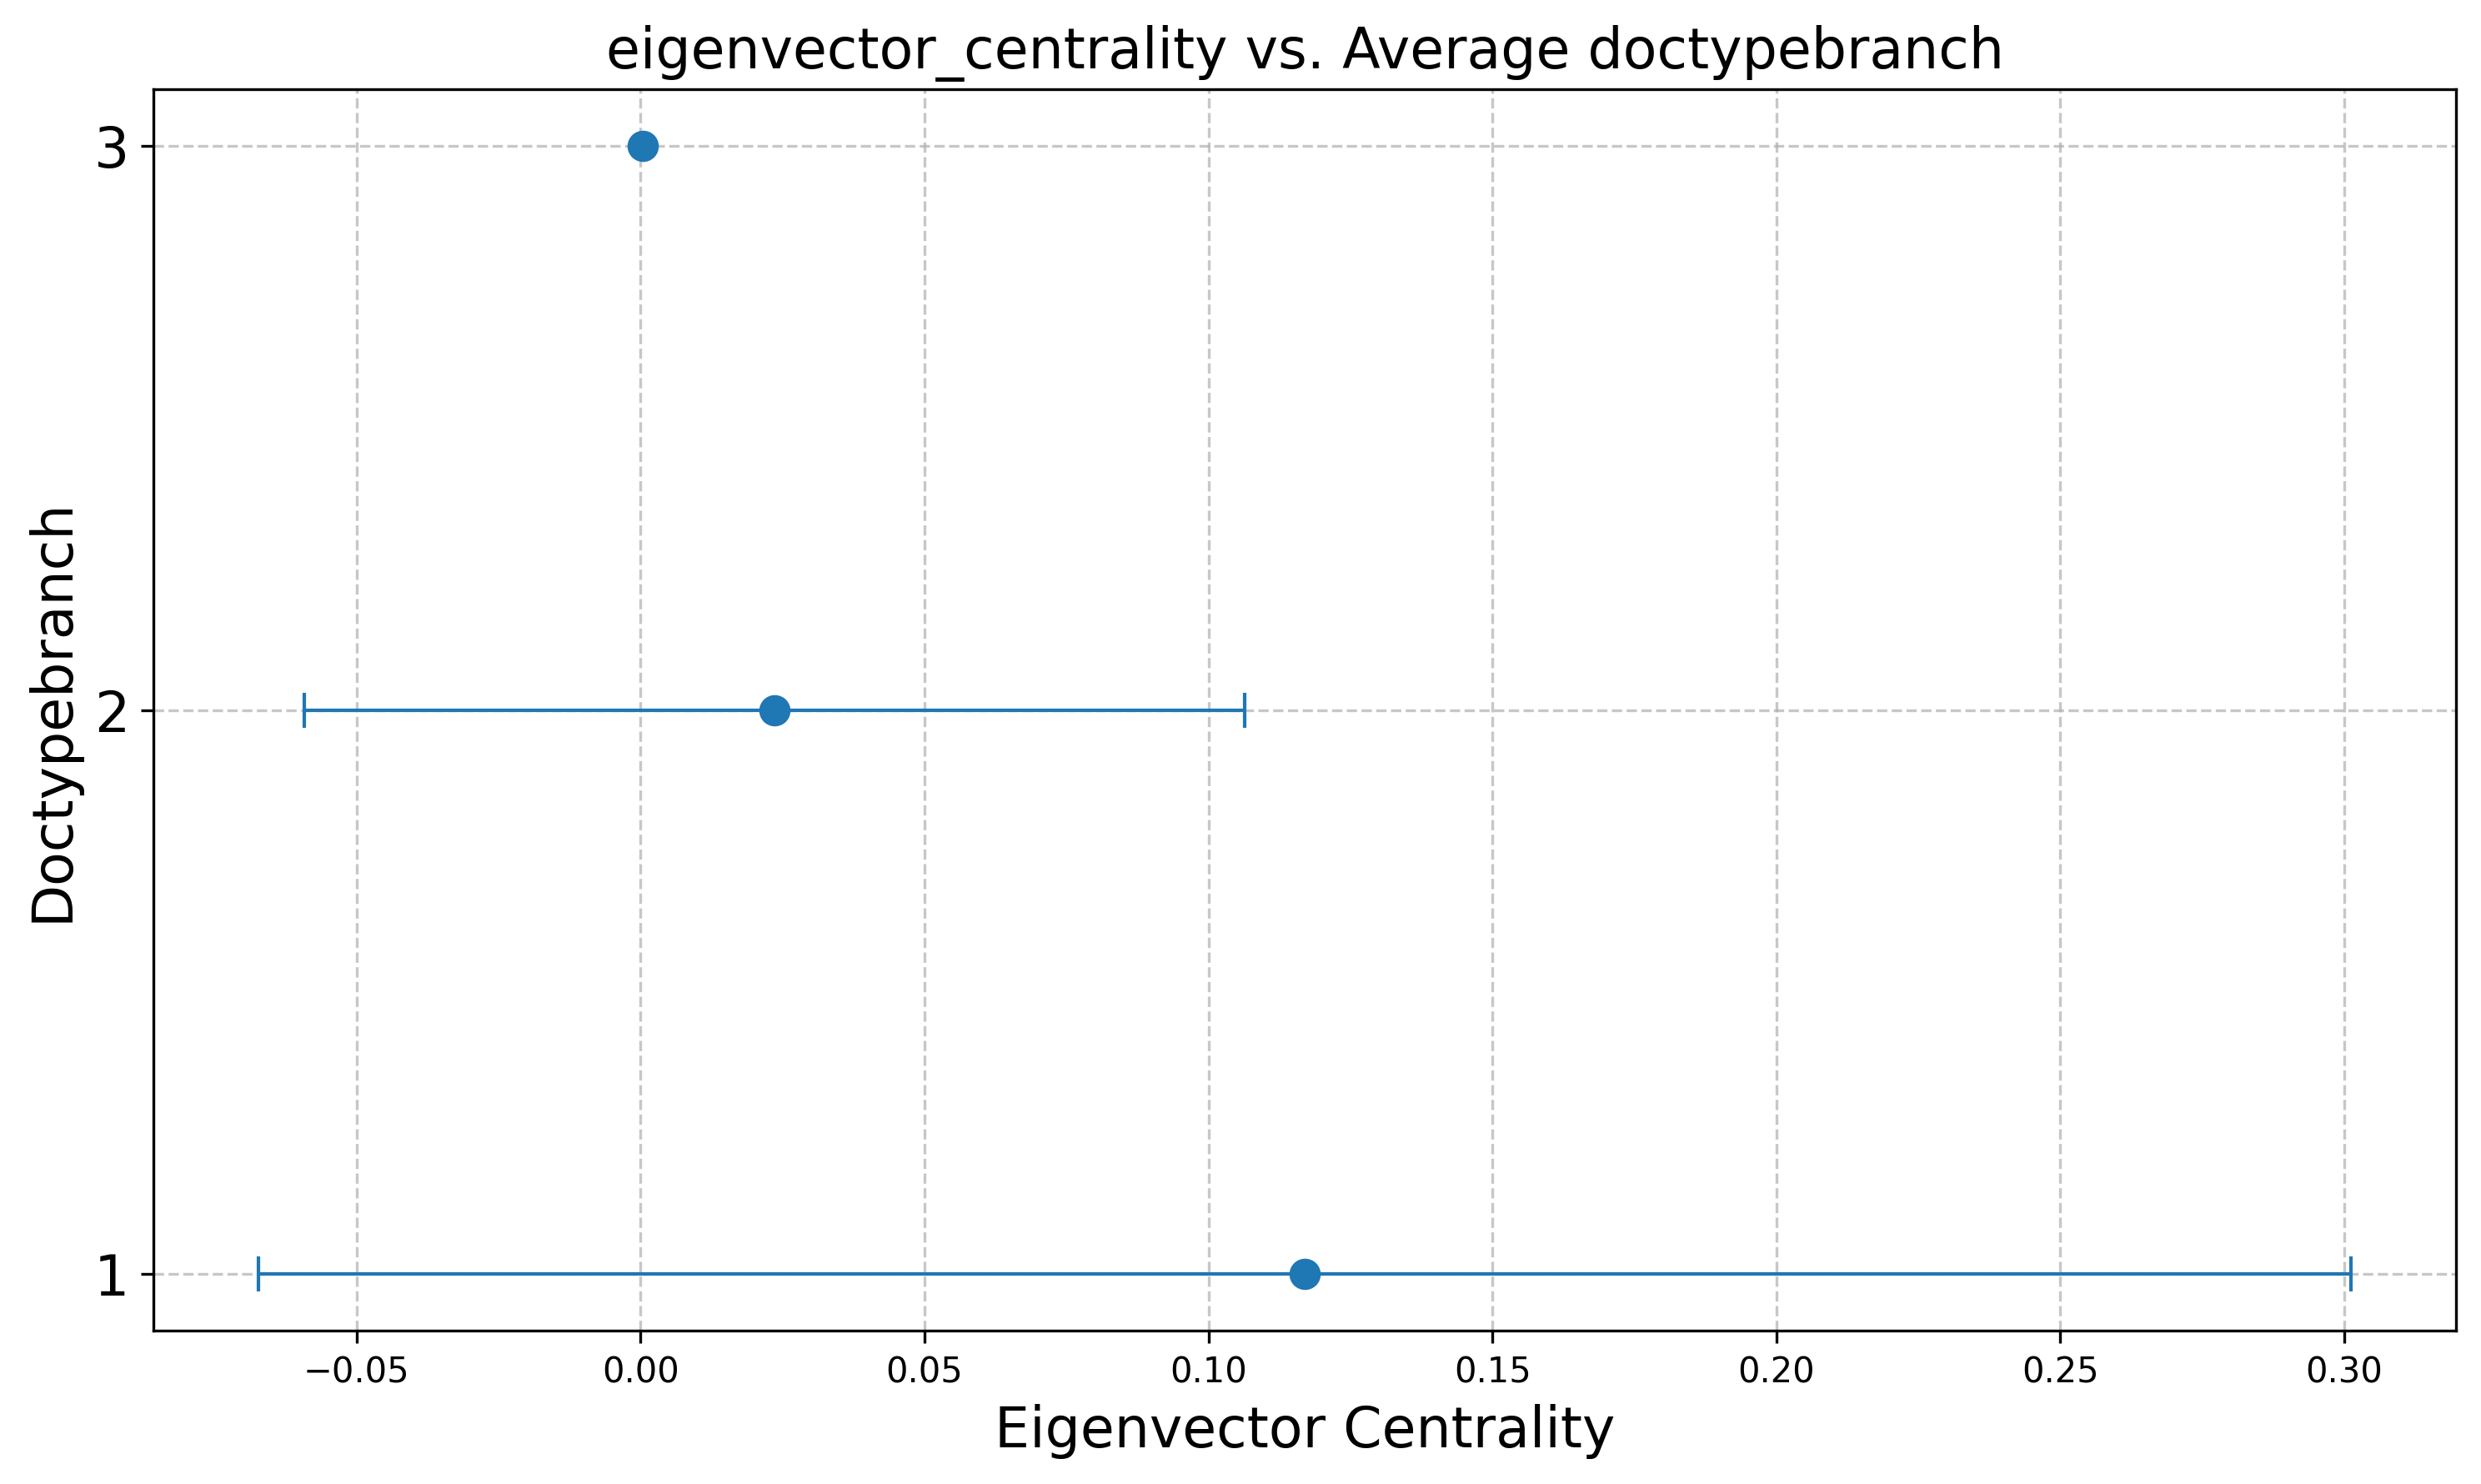 eigenvector_centrality vs. Average doctypebranch
3
2
1
Doctypebranch
−0.05 0.00 0.05 0.10 0.15 0.20 0.25 0.30
Eigenvector Centrality